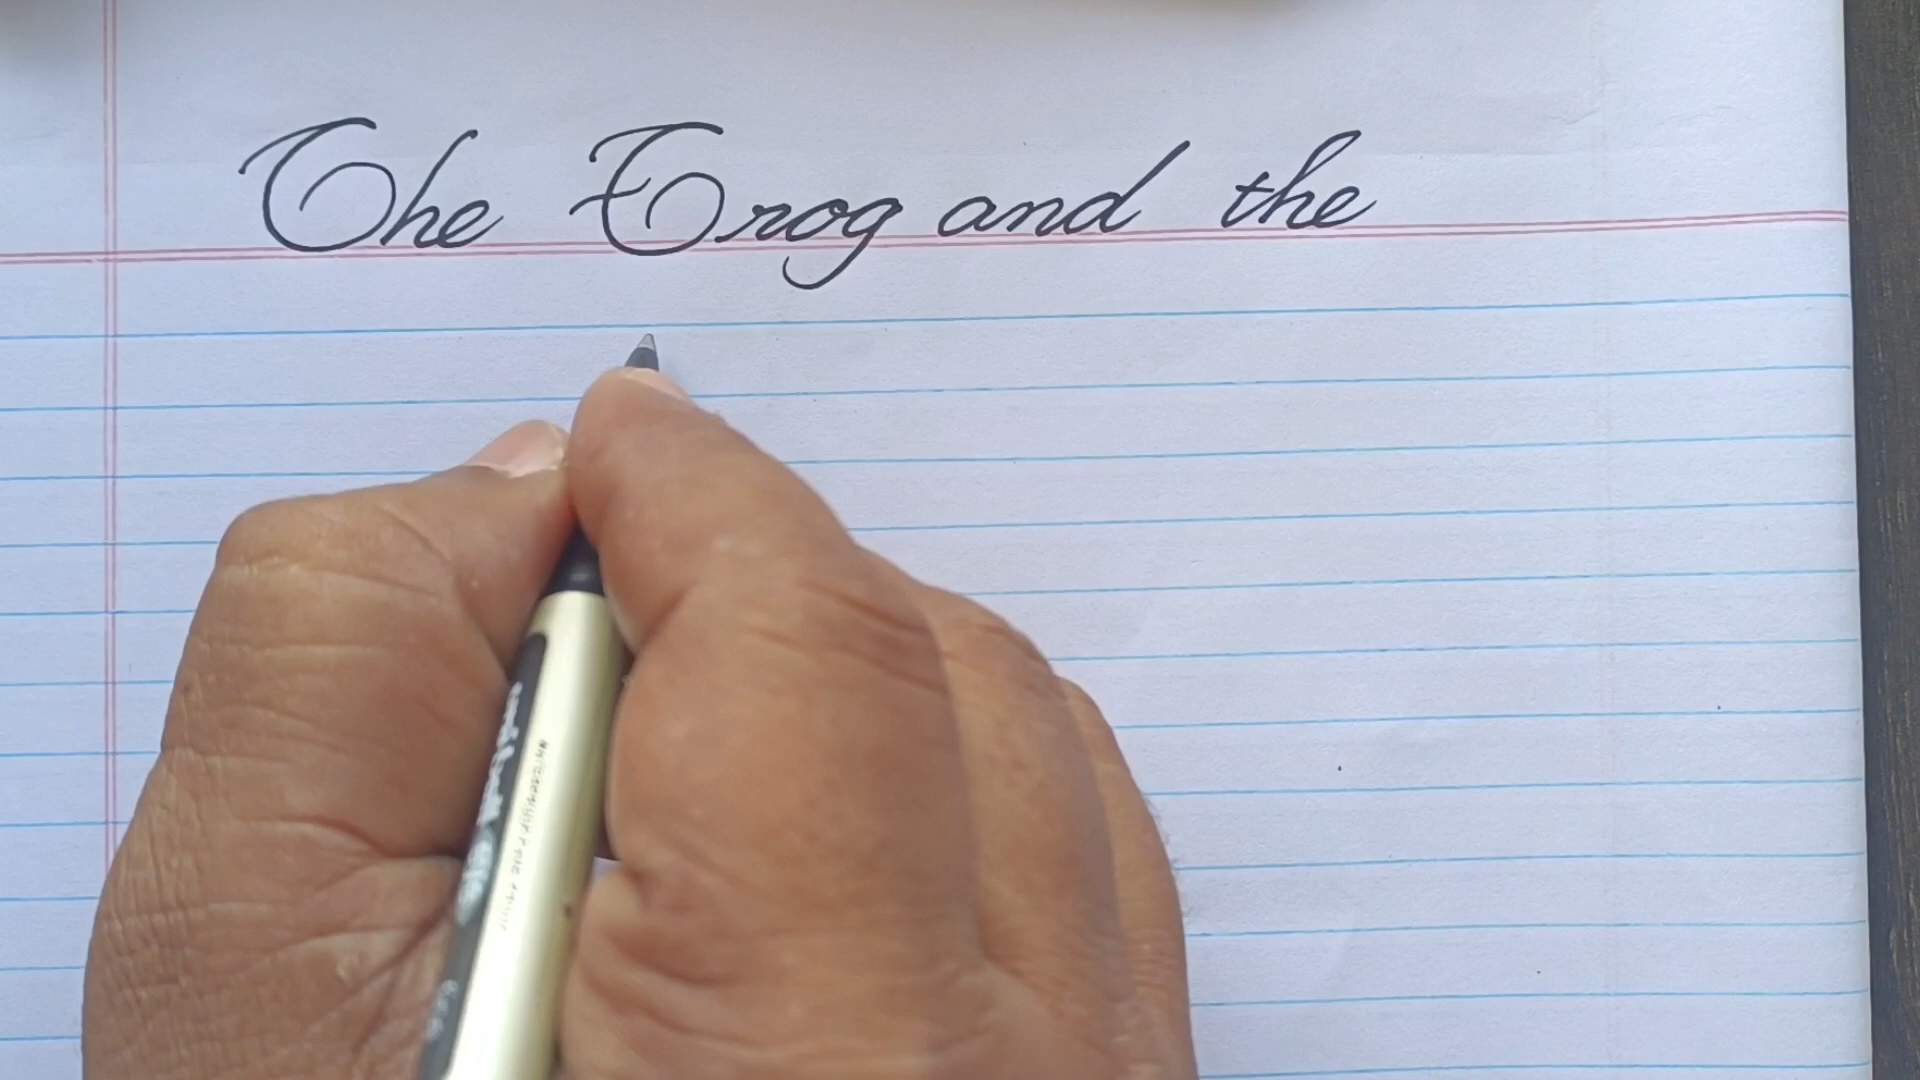 The Frog and the